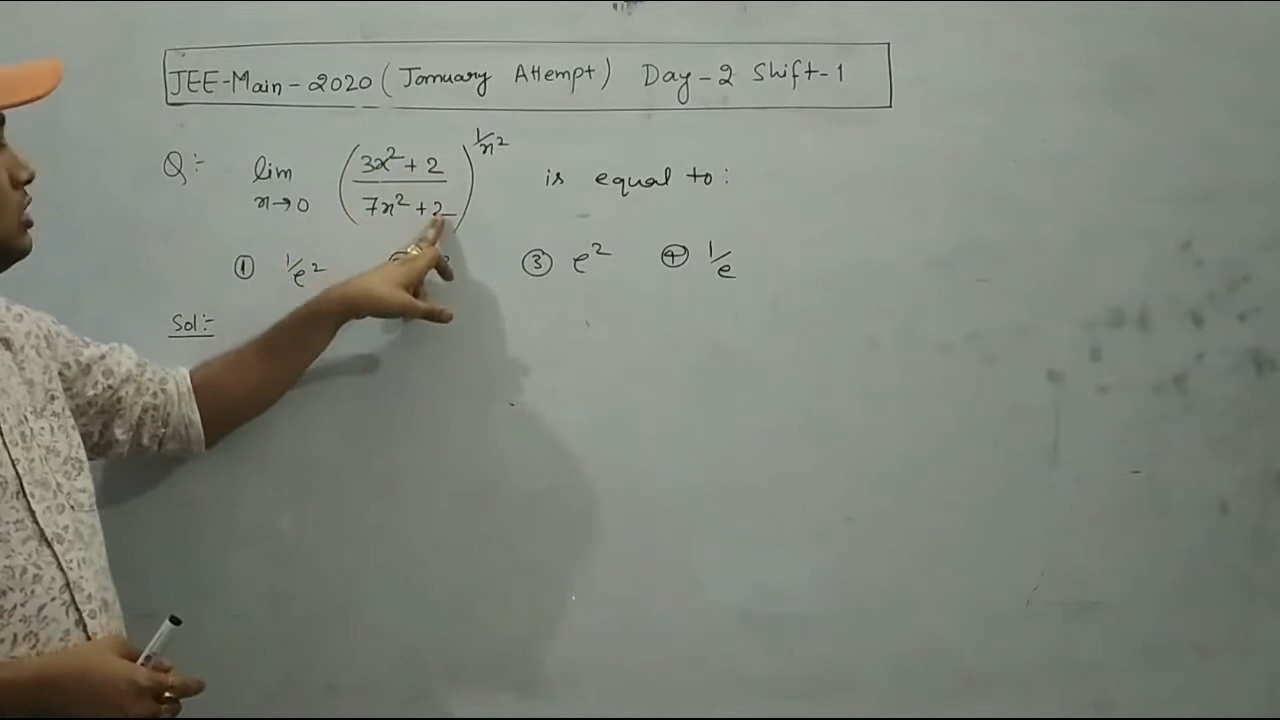 JEE-Main-2020 (January Attempt) Day-2 Shift-1
Q:- lim x→0 ((3x²+2)/(7x²+2))^(1/x²) is equal to:
① 1/e² ③ e² ④ 1/e
Sol:-